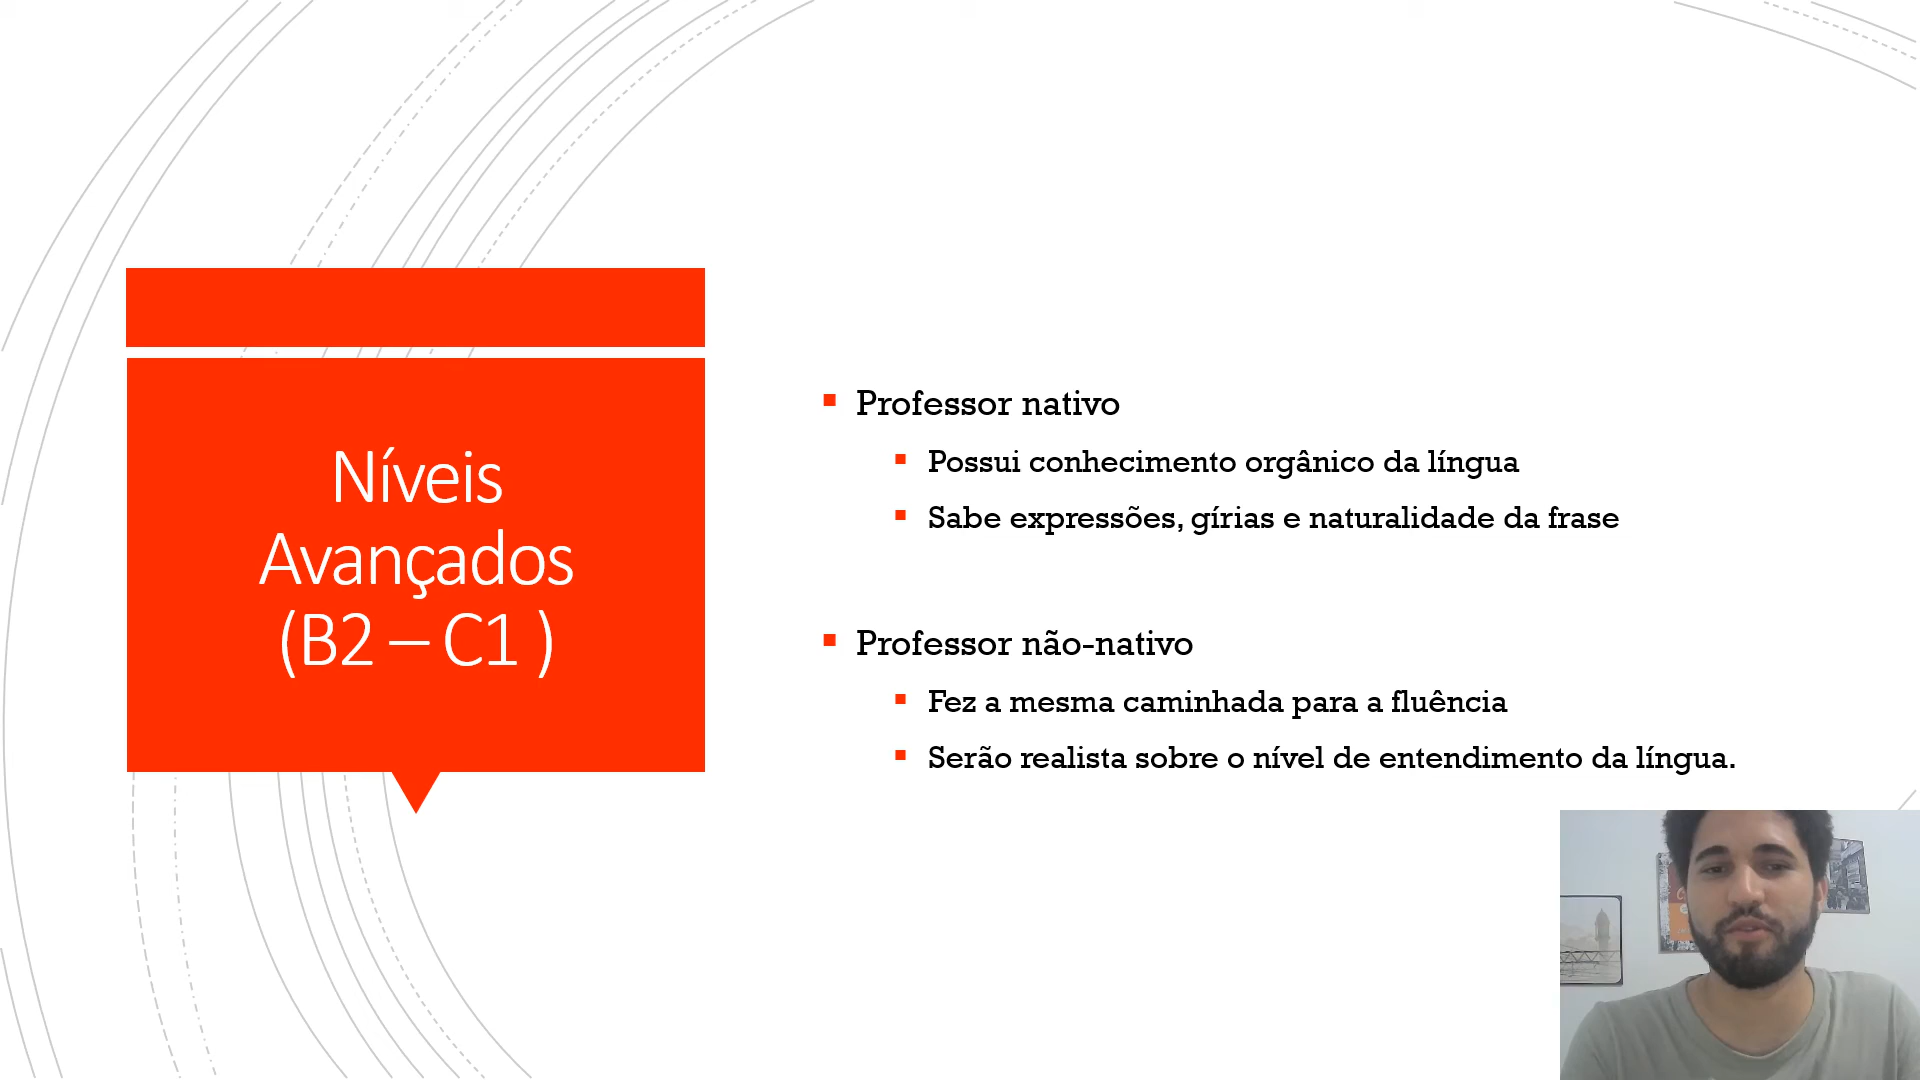 Níveis
Avançados
(B2 – C1 )
Professor nativo
Possui conhecimento orgânico da língua
Sabe expressões, gírias e naturalidade da frase
Professor não-nativo
Fez a mesma caminhada para a fluência
Serão realista sobre o nível de entendimento da língua.